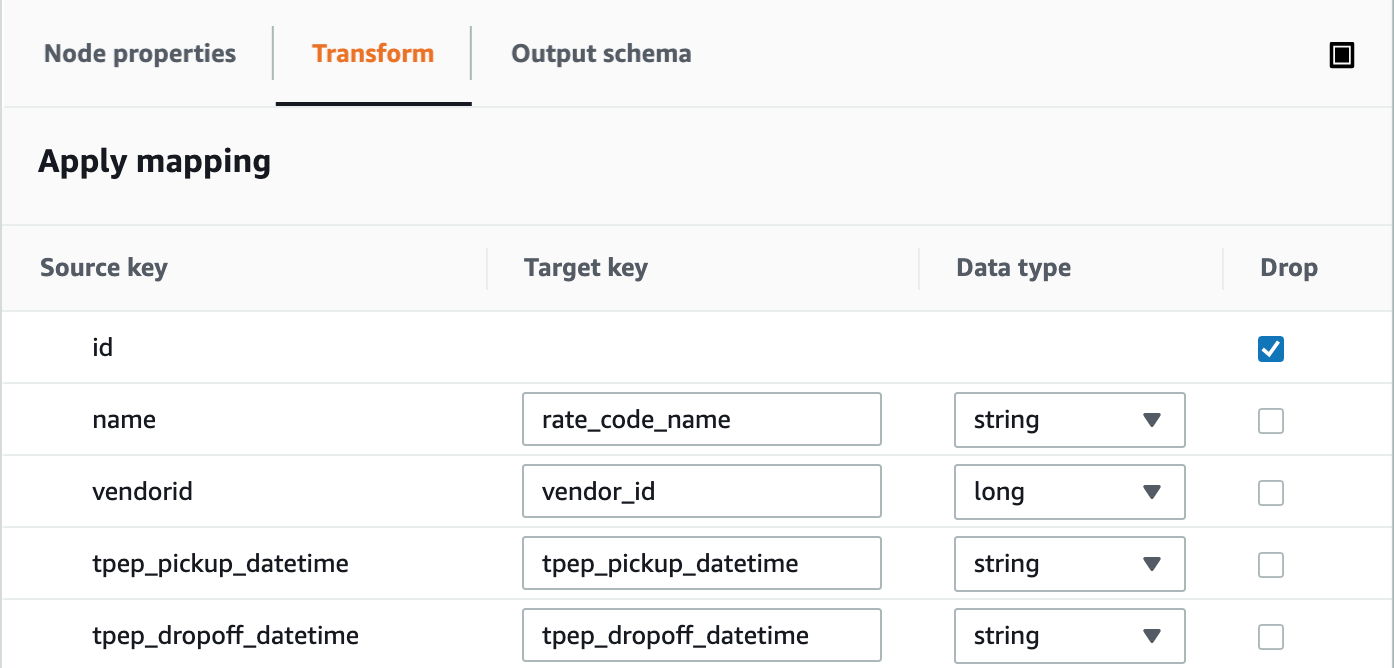 Node properties Transform Output schema
Apply mapping
Source key Target key Data type Drop
id
name rate_code_name string
vendorid vendor_id long
tpep_pickup_datetime tpep_pickup_datetime string
tpep_dropoff_datetime tpep_dropoff_datetime string